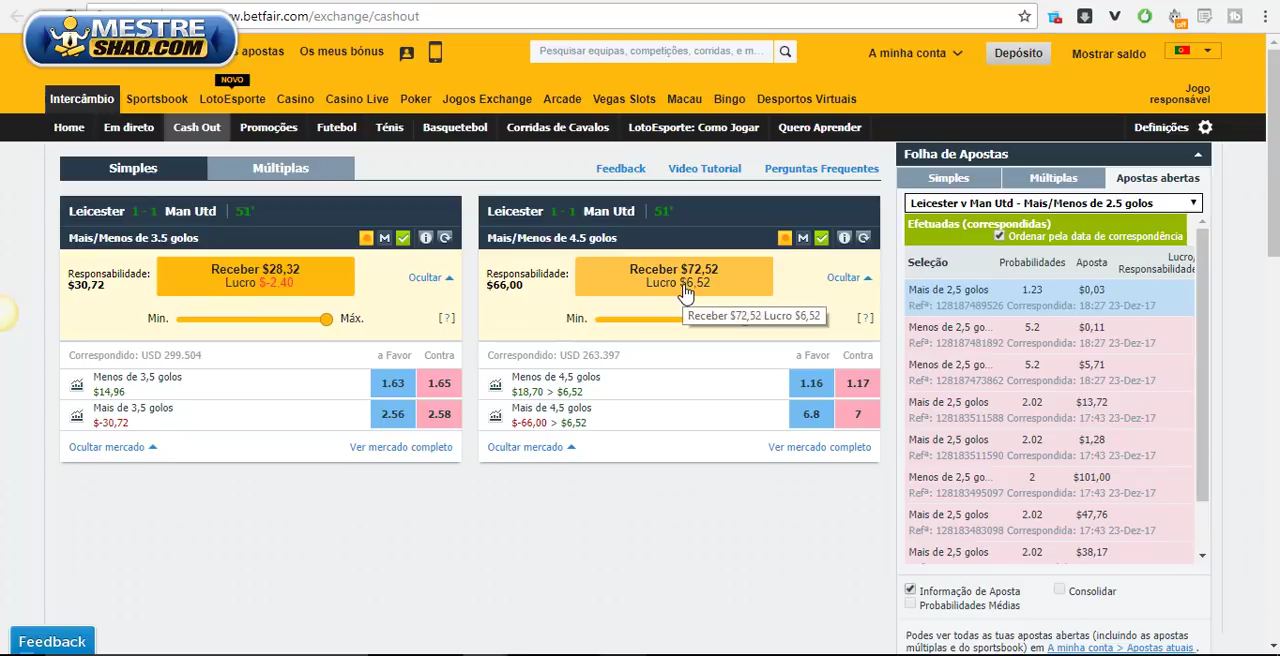 w.betfair.com/exchange/cashout
MESTRE
SHAO.COM
apostas
Os meus bónus
Pesquisar equipas, competições, corridas, e m...
A minha conta
Depósito
Mostrar saldo
NOVO
Jogo
responsável
Intercâmbio Sportsbook LotoEsporte Casino Casino Live Poker Jogos Exchange Arcade Vegas Slots Macau Bingo Desportos Virtuais
Home Em direto Cash Out Promoções Futebol Ténis Basquetebol Corridas de Cavalos LotoEsporte: Como Jogar Quero Aprender Definições
Simples Múltiplas
Feedback Vídeo Tutorial Perguntas Frequentes
Leicester 1 - 1 Man Utd 51'
Mais/Menos de 3.5 golos
M
Responsabilidade:
$30,72
Receber $28,32
Lucro $-2.40
Ocultar
Min. Máx. [?]
Correspondido: USD 299.504 a Favor Contra
Menos de 3,5 golos
$14,96
1.63 1.65
Mais de 3,5 golos
$-30,72
2.56 2.58
Ocultar mercado Ver mercado completo
Leicester 1 - 1 Man Utd 51'
Mais/Menos de 4.5 golos
M
Responsabilidade:
$66,00
Receber $72,52
Lucro $6,52
Ocultar
Receber $72,52 Lucro $6,52
Min. [?]
Correspondido: USD 263.397 a Favor Contra
Menos de 4,5 golos
$18,70 > $6,52
1.16 1.17
Mais de 4,5 golos
$-66,00 > $6,52
6.8 7
Ocultar mercado Ver mercado completo
Folha de Apostas
Simples Múltiplas Apostas abertas
Leicester v Man Utd - Mais/Menos de 2.5 golos
Efetuadas (correspondidas)
Ordenar pela data de correspondência
Seleção Probabilidades Aposta Lucro/
Responsabilidade
Mais de 2,5 golos 1.23 $0,03
Refª: 128187489526 Correspondida: 18:27 23-Dez-17
Menos de 2,5 go... 5.2 $0,11
Refª: 128187481892 Correspondida: 18:27 23-Dez-17
Menos de 2,5 go... 5.2 $5,71
Refª: 128187473862 Correspondida: 18:27 23-Dez-17
Mais de 2,5 golos 2.02 $13,72
Refª: 128183511588 Correspondida: 17:43 23-Dez-17
Mais de 2,5 golos 2.02 $1,28
Refª: 128183511590 Correspondida: 17:43 23-Dez-17
Menos de 2,5 go... 2 $101,00
Refª: 128183495097 Correspondida: 17:43 23-Dez-17
Mais de 2,5 golos 2.02 $47,76
Refª: 128183483098 Correspondida: 17:43 23-Dez-17
Mais de 2,5 golos 2.02 $38,17
Informação de Aposta Consolidar
Probabilidades Médias
Podes ver todas as tuas apostas abertas (incluindo as apostas
múltiplas e do sportsbook) em A minha conta > Apostas atuais .
Feedback